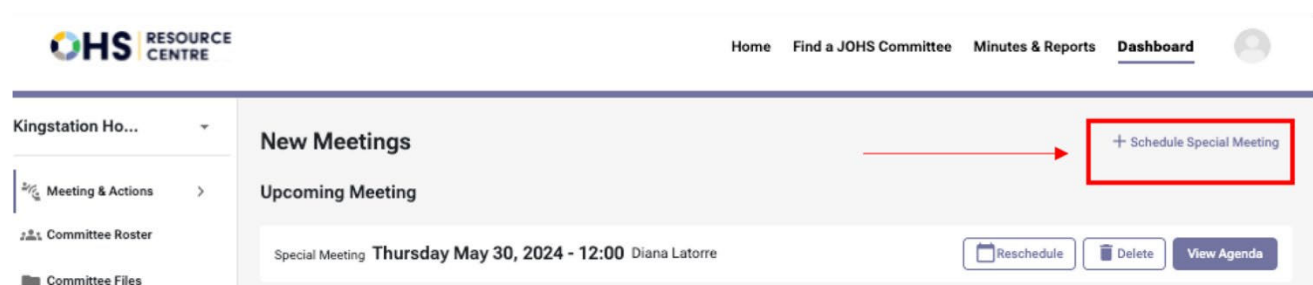 OHS RESOURCE CENTRE
Home Find a JOHS Committee Minutes & Reports Dashboard
Kingstation Ho...
New Meetings
+ Schedule Special Meeting
Meeting & Actions
Upcoming Meeting
Committee Roster
Special Meeting Thursday May 30, 2024 - 12:00 Diana Latorre
Reschedule Delete View Agenda
Committee Files